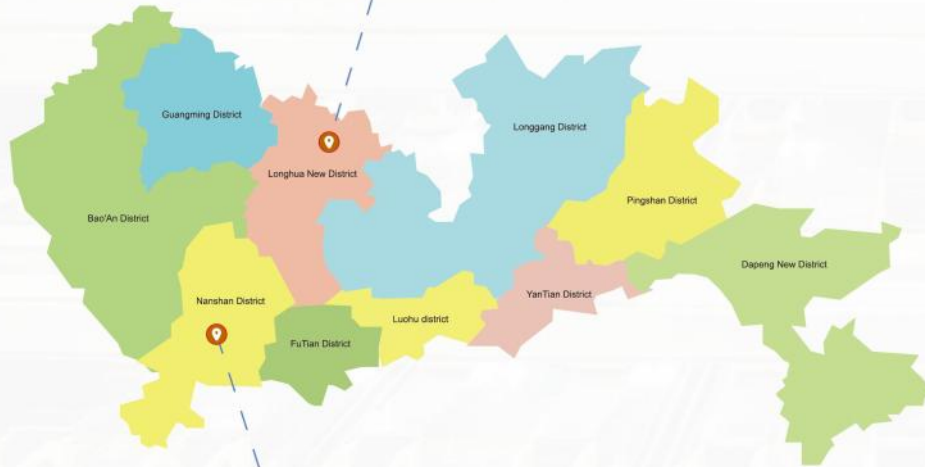 Guangming District
Longgang District
Longhua New District
Pingshan District
Bao'An District
Dapeng New District
YanTian District
Nanshan District
Luohu district
FuTian District